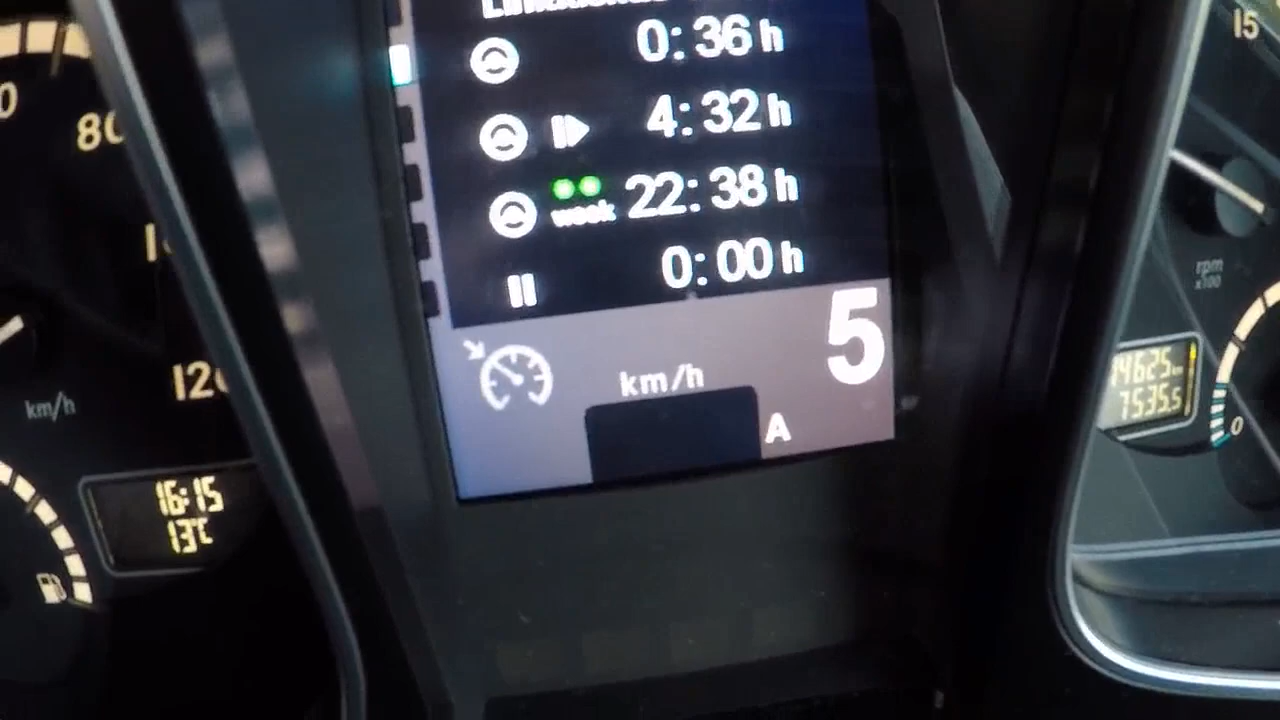 0:36 h
4:32 h
week 22:38 h
0:00 h
5
km/h
A
80
120
km/h
16:15
13°C
15
rpm
x100
14625 km
7535.5
0